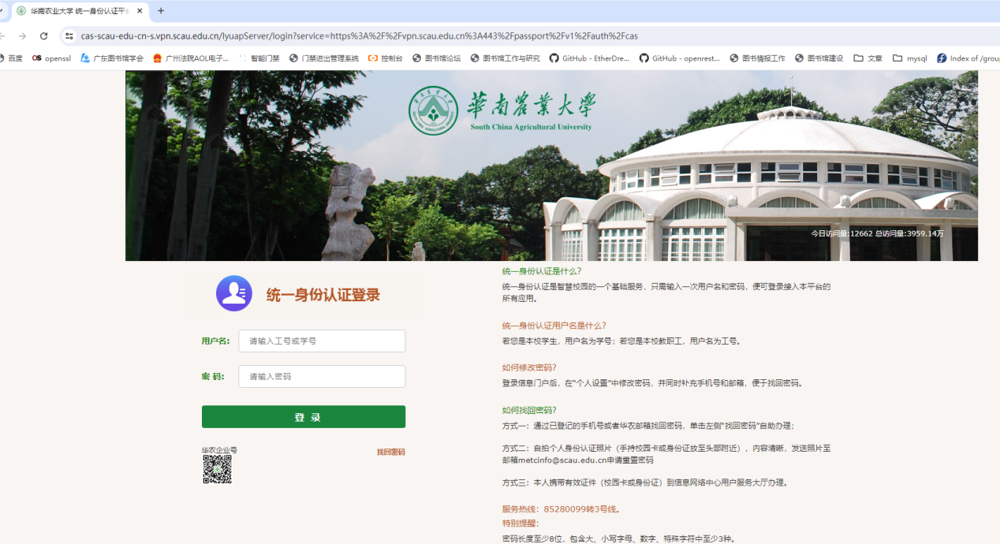 华南农业大学 统一身份认证平台
cas-scau-edu-cn-s.vpn.scau.edu.cn/lyuapServer/login?service=https%3A%2F%2Fvpn.scau.edu.cn%3A443%2Fpassport%2Fv1%2Fauth%2Fcas
百度 openssl 广东图书馆学会 广州法院AOL电子... 智能门禁 门禁进出管理系统 控制台 图书馆论坛 图书馆工作与研究 GitHub - EtherDre... GitHub - openrest... 图书情报工作 图书馆建设 文章 mysql Index of /group
華南農業大學
South China Agricultural University
今日访问量:12662 总访问量:3959.14万
统一身份认证登录
用户名: 请输入工号或学号
密 码: 请输入密码
登 录
华农企业号
找回密码
统一身份认证是什么?
统一身份认证是智慧校园的一个基础服务，只需输入一次用户名和密码，便可登录接入本平台的
所有应用。
统一身份认证用户名是什么?
若您是本校学生，用户名为学号；若您是本校教职工，用户名为工号。
如何修改密码?
登录信息门户后，在“个人设置”中修改密码，并同时补充手机号和邮箱，便于找回密码。
如何找回密码?
方式一：通过已登记的手机号或者华农邮箱找回密码，单击左侧“找回密码”自助办理；
方式二：自拍个人身份认证照片（手持校园卡或身份证放至头部附近），内容清晰，发送照片至
邮箱metcinfo@scau.edu.cn申请重置密码
方式三：本人携带有效证件（校园卡或身份证）到信息网络中心用户服务大厅办理。
服务热线：85280099转3号线。
特别提醒：
密码长度至少8位，包含大、小写字母、数字、特殊字符中至少3种。